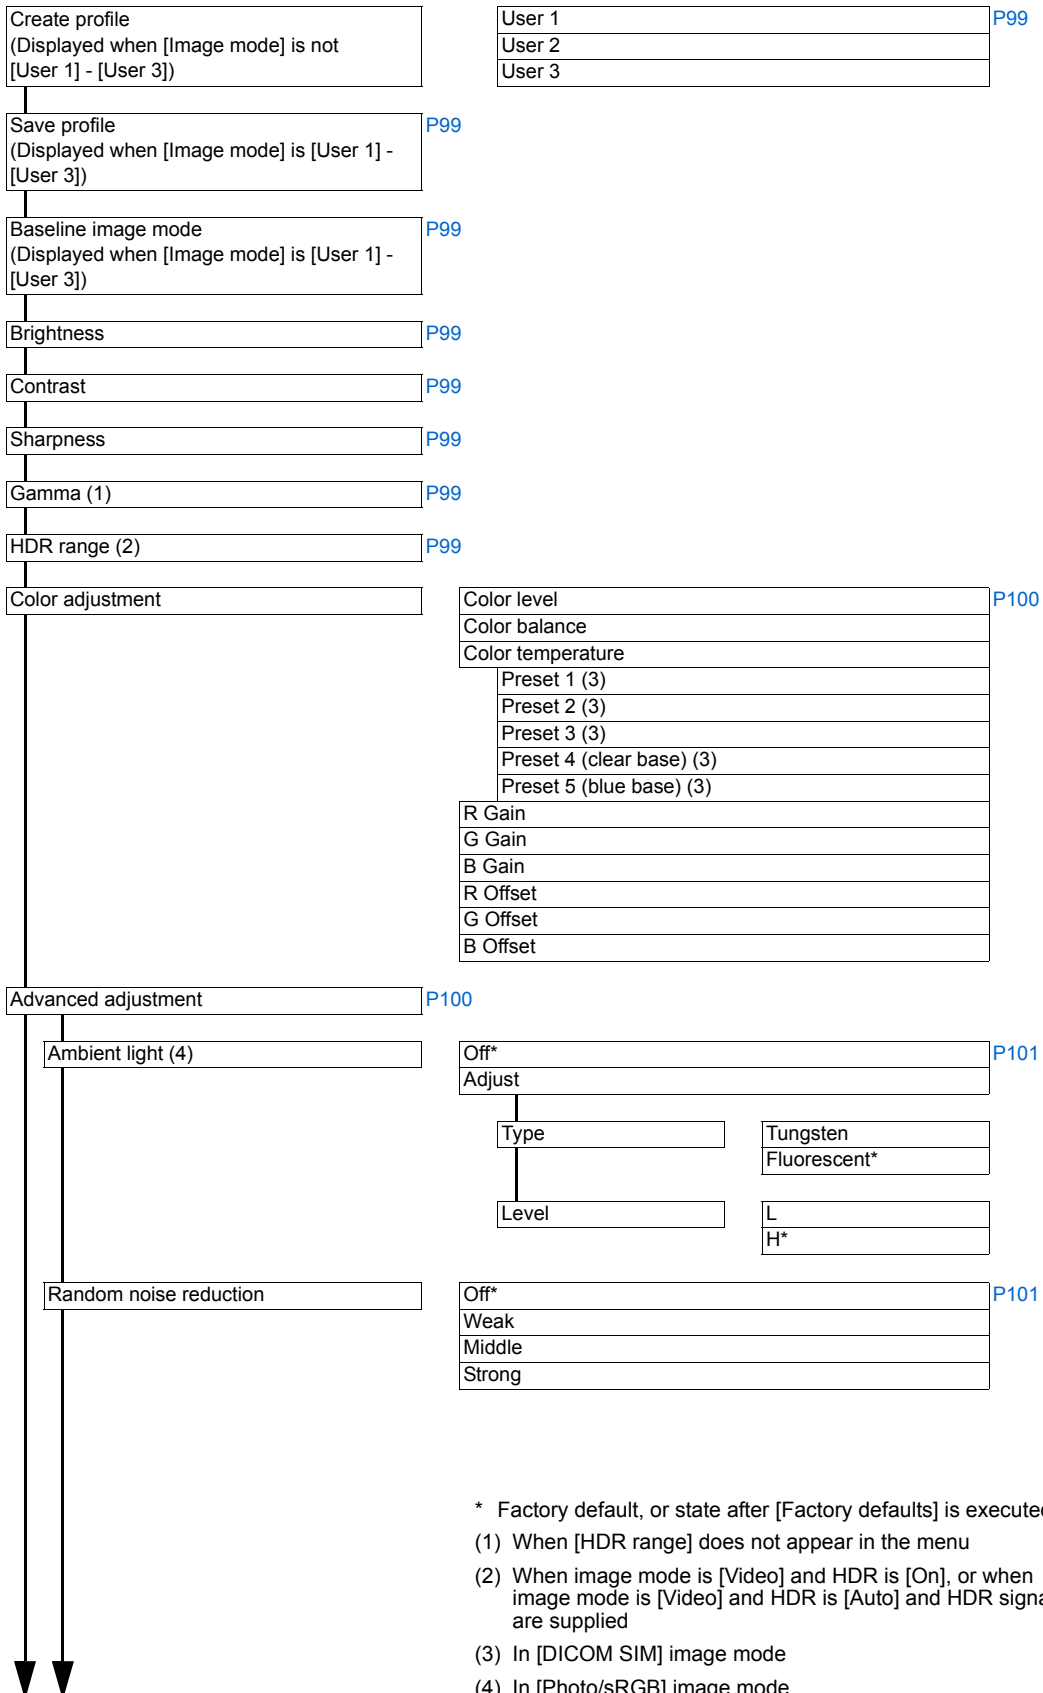 Create profile
(Displayed when [Image mode] is not
[User 1] - [User 3])
User 1
P99
User 2
User 3
Save profile
P99
(Displayed when [Image mode] is [User 1] -
[User 3])
Baseline image mode
P99
(Displayed when [Image mode] is [User 1] -
[User 3])
Brightness
P99
Contrast
P99
Sharpness
P99
Gamma (1)
P99
HDR range (2)
P99
Color adjustment
Color level
P100
Color balance
Color temperature
Preset 1 (3)
Preset 2 (3)
Preset 3 (3)
Preset 4 (clear base) (3)
Preset 5 (blue base) (3)
R Gain
G Gain
B Gain
R Offset
G Offset
B Offset
Advanced adjustment
P100
Ambient light (4)
Off*
P101
Adjust
Type
Tungsten
Fluorescent*
Level
L
H*
Random noise reduction
Off*
P101
Weak
Middle
Strong
* Factory default, or state after [Factory defaults] is execute
(1) When [HDR range] does not appear in the menu
(2) When image mode is [Video] and HDR is [On], or when
image mode is [Video] and HDR is [Auto] and HDR signa
are supplied
(3) In [DICOM SIM] image mode
(4) In [Photo/sRGB] image mode